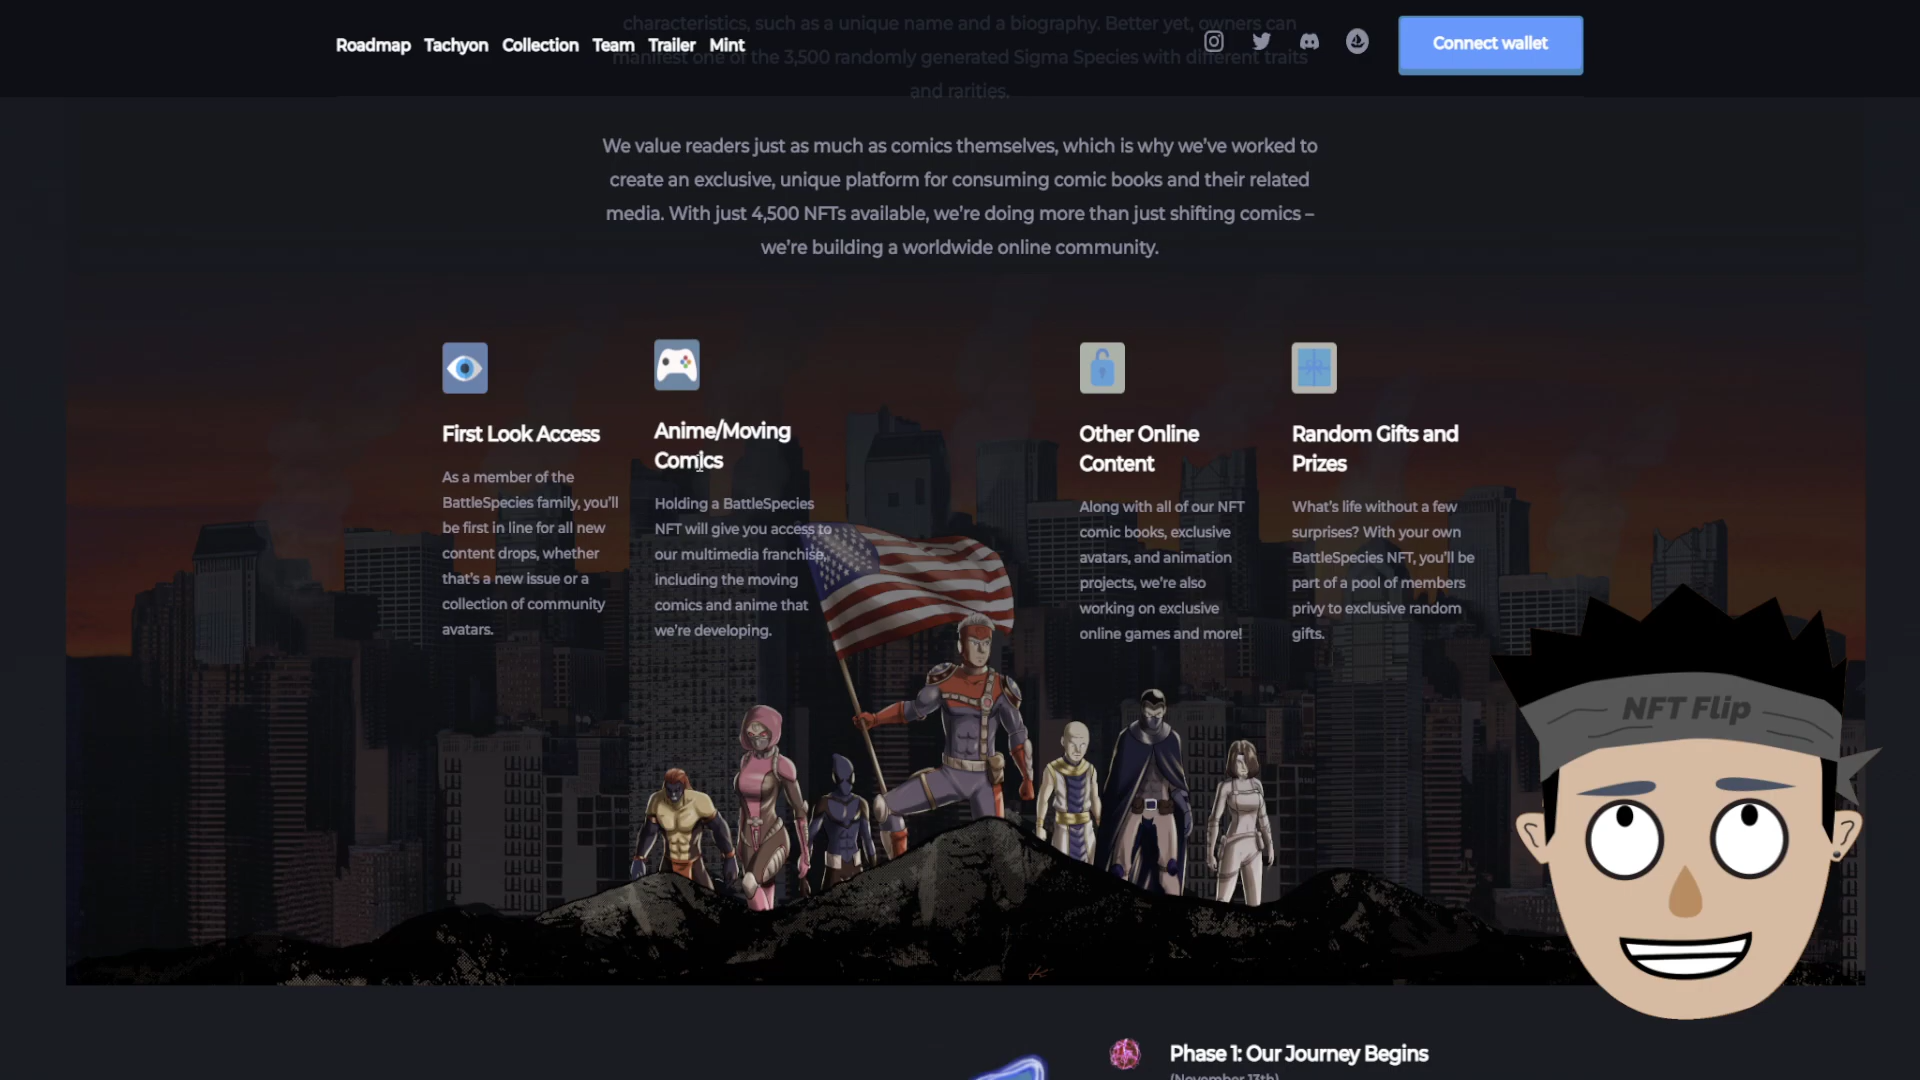 characteristics, such as a unique name and a biography. Better yet, owners can
Roadmap Tachyon Collection Team Trailer Mint
Connect wallet
manifest one of the 3,500 randomly generated Sigma Species with different traits
and rarities.
We value readers just as much as comics themselves, which is why we've worked to
create an exclusive, unique platform for consuming comic books and their related
media. With just 4,500 NFTs available, we're doing more than just shifting comics –
we're building a worldwide online community.
First Look Access
As a member of the
BattleSpecies family, you'll
be first in line for all new
content drops, whether
that's a new issue or a
collection of community
avatars.
Anime/Moving
Comics
Holding a BattleSpecies
NFT will give you access to
our multimedia franchise,
including the moving
comics and anime that
we're developing.
Other Online
Content
Along with all of our NFT
comic books, exclusive
avatars, and animation
projects, we're also
working on exclusive
online games and more!
Random Gifts and
Prizes
What's life without a few
surprises? With your own
BattleSpecies NFT, you'll be
part of a pool of members
privy to exclusive random
gifts.
NFT Flip
Phase 1: Our Journey Begins
(November 13th)